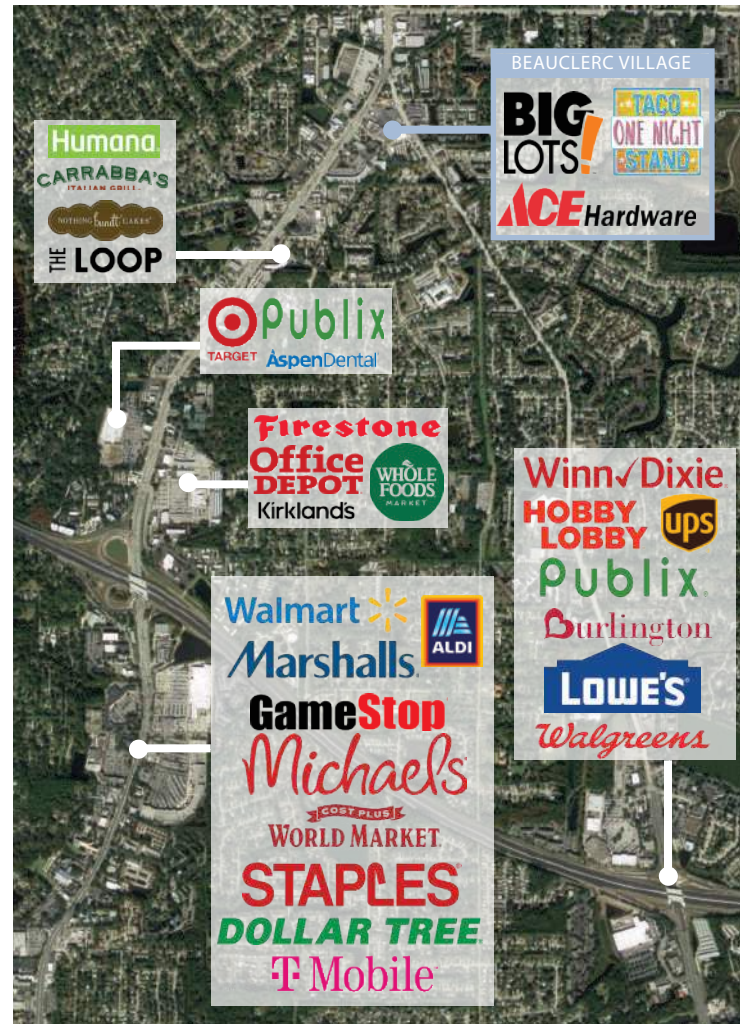 BEAUCLERC VILLAGE
BIG LOTS!
TACO
ONE NIGHT
STAND
ACE Hardware
Humana
CARRABBA'S
ITALIAN GRILL
NOTHING bundt CAKES
THE LOOP
TARGET
Publix
AspenDental
Firestone
Office
DEPOT
Kirkland's
WHOLE
FOODS
MARKET
Winn Dixie
HOBBY
LOBBY
ups
Publix
Burlington
LOWE'S
Walgreens
Walmart
ALDI
Marshalls
GameStop
Michaels
COST PLUS
WORLD MARKET
STAPLES
DOLLAR TREE
T Mobile